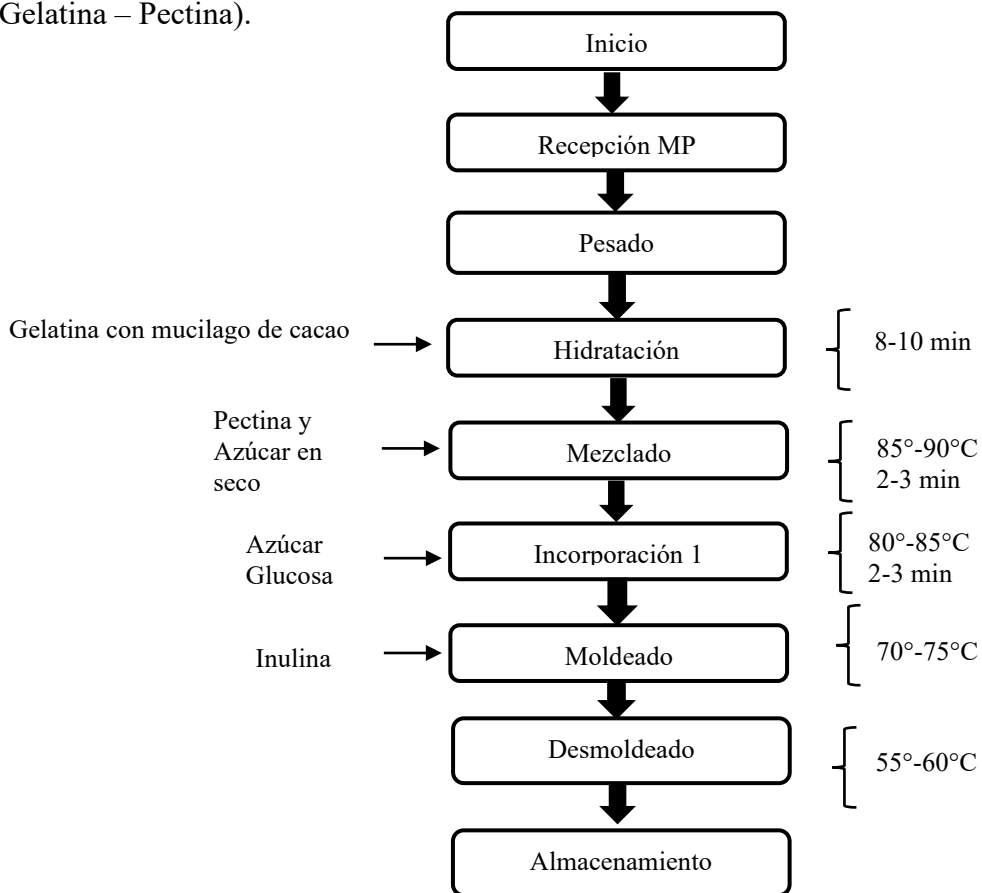 Gelatina – Pectina).
Inicio
Recepción MP
Pesado
Gelatina con mucilago de cacao
Hidratación
8-10 min
Pectina y
Azúcar en
seco
Mezclado
85°-90°C
2-3 min
Azúcar
Glucosa
Incorporación 1
80°-85°C
2-3 min
Inulina
Moldeado
70°-75°C
Desmoldeado
55°-60°C
Almacenamiento